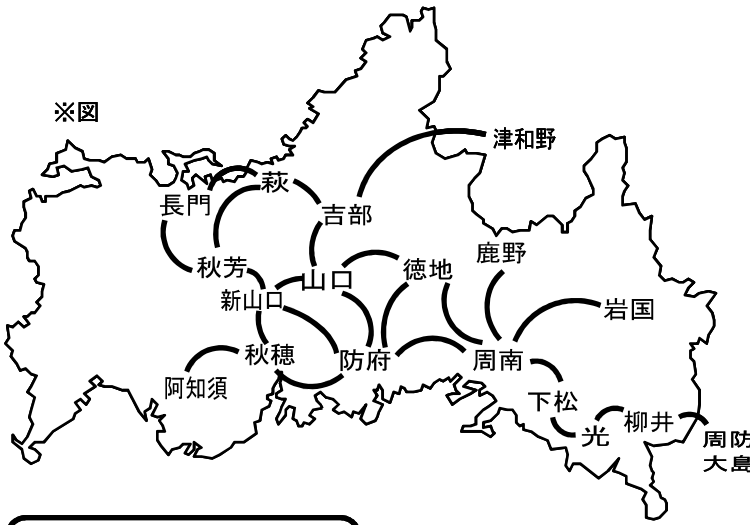 ※図
津和野
萩
長門
吉部
鹿野
秋芳
山口
徳地
新山口
岩国
秋穂
防府
周南
阿知須
下松
柳井
光
周防
大島